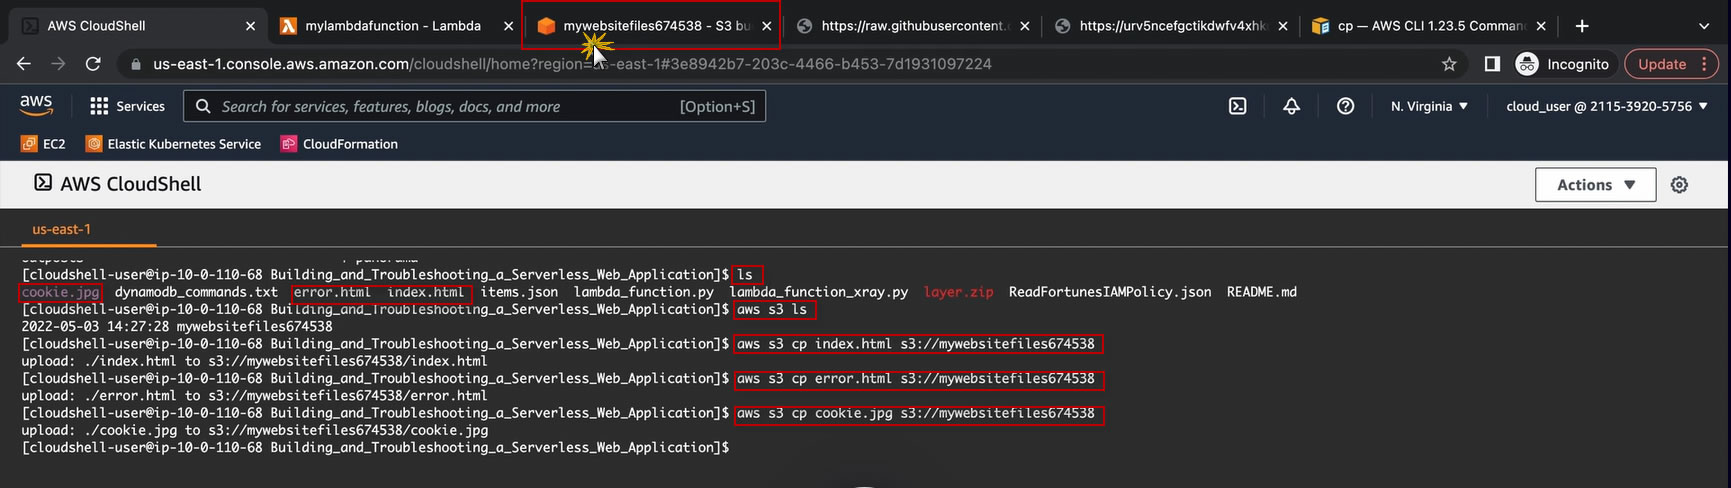 AWS CloudShell
mylambdafunction - Lambda
mywebsitefiles674538 - S3 bu
https://raw.githubusercontent.
https://urv5ncefgctikdwfv4xhk
cp — AWS CLI 1.23.5 Comman
us-east-1.console.aws.amazon.com/cloudshell/home?region=us-east-1#3e8942b7-203c-4466-b453-7d1931097224
Incognito
Update
aws
Services
Search for services, features, blogs, docs, and more
[Option+S]
N. Virginia
cloud_user @ 2115-3920-5756
EC2
Elastic Kubernetes Service
CloudFormation
AWS CloudShell
Actions
us-east-1
[cloudshell-user@ip-10-0-110-68 Building_and_Troubleshooting_a_Serverless_Web_Application]$ ls
cookie.jpg dynamodb_commands.txt error.html index.html items.json lambda_function.py lambda_function_xray.py layer.zip ReadFortunesIAMPolicy.json README.md
[cloudshell-user@ip-10-0-110-68 Building_and_Troubleshooting_a_Serverless_Web_Application]$ aws s3 ls
2022-05-03 14:27:28 mywebsitefiles674538
[cloudshell-user@ip-10-0-110-68 Building_and_Troubleshooting_a_Serverless_Web_Application]$ aws s3 cp index.html s3://mywebsitefiles674538
upload: ./index.html to s3://mywebsitefiles674538/index.html
[cloudshell-user@ip-10-0-110-68 Building_and_Troubleshooting_a_Serverless_Web_Application]$ aws s3 cp error.html s3://mywebsitefiles674538
upload: ./error.html to s3://mywebsitefiles674538/error.html
[cloudshell-user@ip-10-0-110-68 Building_and_Troubleshooting_a_Serverless_Web_Application]$ aws s3 cp cookie.jpg s3://mywebsitefiles674538
upload: ./cookie.jpg to s3://mywebsitefiles674538/cookie.jpg
[cloudshell-user@ip-10-0-110-68 Building_and_Troubleshooting_a_Serverless_Web_Application]$